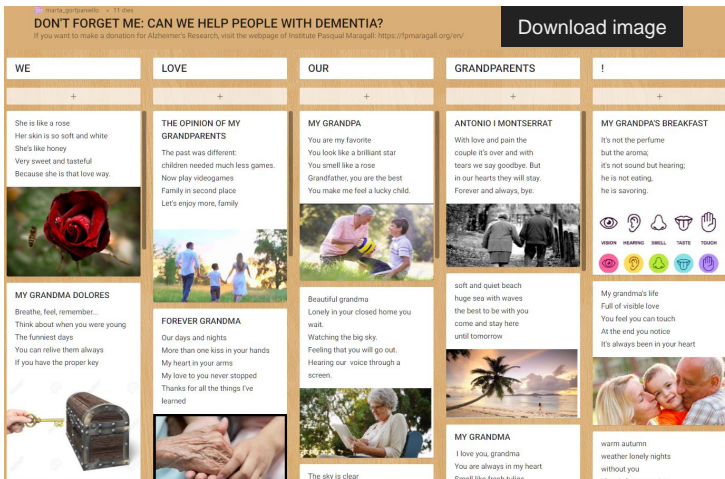 marta_gortpaniello • 11 dies
DON'T FORGET ME: CAN WE HELP PEOPLE WITH DEMENTIA?
If you want to make a donation for Alzheimer's Research, visit the webpage of Institute Pasqual Maragall: https://fpmaragall.org/en/
Download image
WE
+
She is like a rose
Her skin is so soft and white
She's like honey
Very sweet and tasteful
Because she is that love way.
MY GRANDMA DOLORES
Breathe, feel, remember...
Think about when you were young
The funniest days
You can relive them always
If you have the proper key
LOVE
+
THE OPINION OF MY
GRANDPARENTS
The past was different:
children needed much less games.
Now play videogames
Family in second place
Let's enjoy more, family
FOREVER GRANDMA
Our days and nights
More than one kiss in your hands
My heart in your arms
My love to you never stopped
Thanks for all the things I've
learned
OUR
+
MY GRANDPA
You are my favorite
You look like a brilliant star
You smell like a rose
Grandfather, you are the best
You make me feel a lucky child.
Beautiful grandma
Lonely in your closed home you
wait.
Watching the big sky.
Feeling that you will go out.
Hearing our voice through a
screen.
The sky is clear
GRANDPARENTS
+
ANTONIO I MONTSERRAT
With love and pain the
couple it's over and with
tears we say goodbye. But
in our hearts they will stay.
Forever and always, bye.
soft and quiet beach
huge sea with waves
the best to be with you
come and stay here
until tomorrow
MY GRANDMA
I love you, grandma
You are always in my heart
Smell like fresh tulips
!
+
MY GRANDPA'S BREAKFAST
It's not the perfume
but the aroma;
it's not sound but hearing;
he is not eating,
he is savoring.
VISION HEARING SMELL TASTE TOUCH
My grandma's life
Full of visible love
You feel you can touch
At the end you notice
It's always been in your heart
warm autumn
weather lonely nights
without you